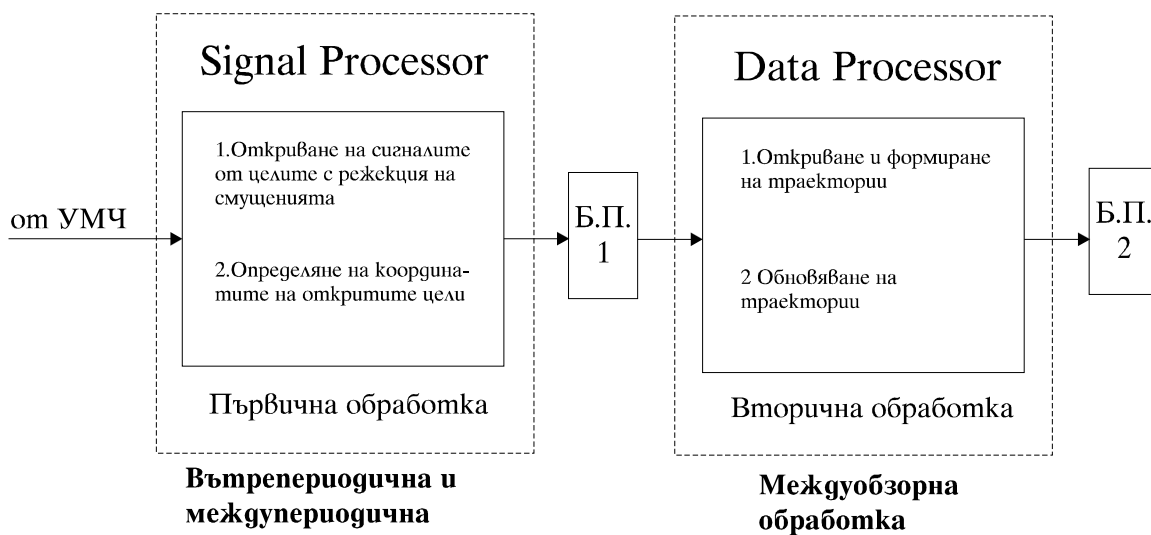 Signal Processor
1.Откриване на сигналите
от целите с режекция на
смущенията
2.Определяне на координа-
тите на откритите цели
Първична обработка
Вътрепериодична и
междупериодична
от УМЧ
Б.П.
1
Data Processor
1.Откриване и формиране
на траектории
2 Обновяване на
траектории
Вторична обработка
Междуобзорна
обработка
Б.П.
2